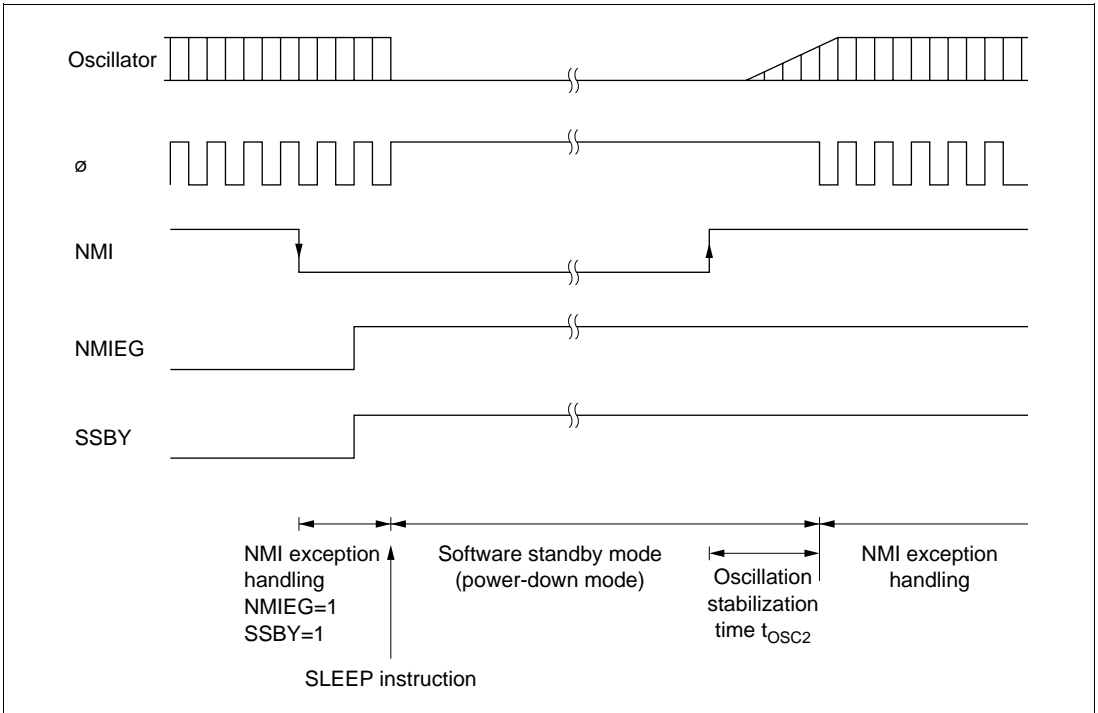 Oscillator
ø
NMI
NMIEG
SSBY
NMI exception
handling
NMIEG=1
SSBY=1
Software standby mode
(power-down mode)
Oscillation
stabilization
time tOSC2
NMI exception
handling
SLEEP instruction